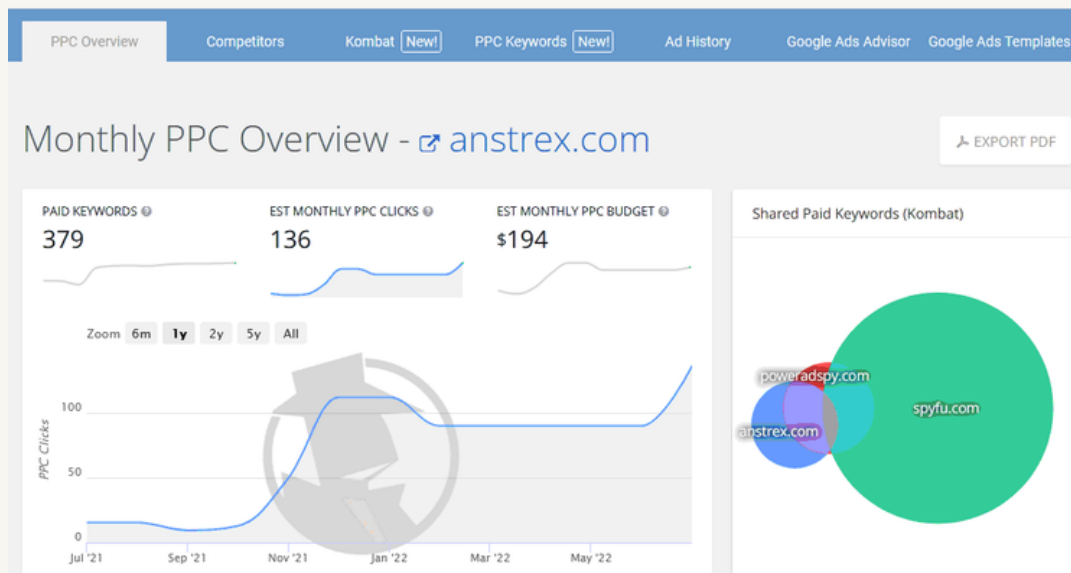 PPC Overview Competitors Kombat New! PPC Keywords New! Ad History Google Ads Advisor Google Ads Templates
Monthly PPC Overview - anstrex.com
EXPORT PDF
PAID KEYWORDS
379
EST MONTHLY PPC CLICKS
136
EST MONTHLY PPC BUDGET
$194
Zoom 6m 1y 2y 5y All
PPC Clicks
100
50
0
Jul '21 Sep '21 Nov '21 Jan '22 Mar '22 May '22
Shared Paid Keywords (Kombat)
poweradspy.com
spyfu.com
anstrex.com